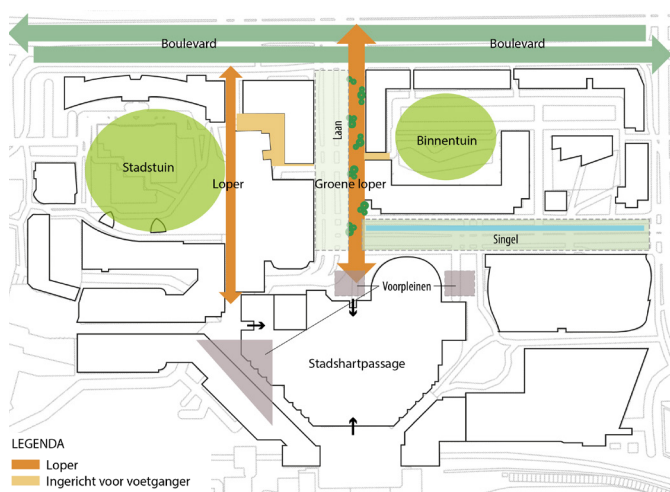 Boulevard
Boulevard
Laan
Stadstuin
Loper
Groene loper
Binnentuin
Singel
Voorpleinen
Stadshartpassage
LEGENDA
Loper
Ingericht voor voetganger